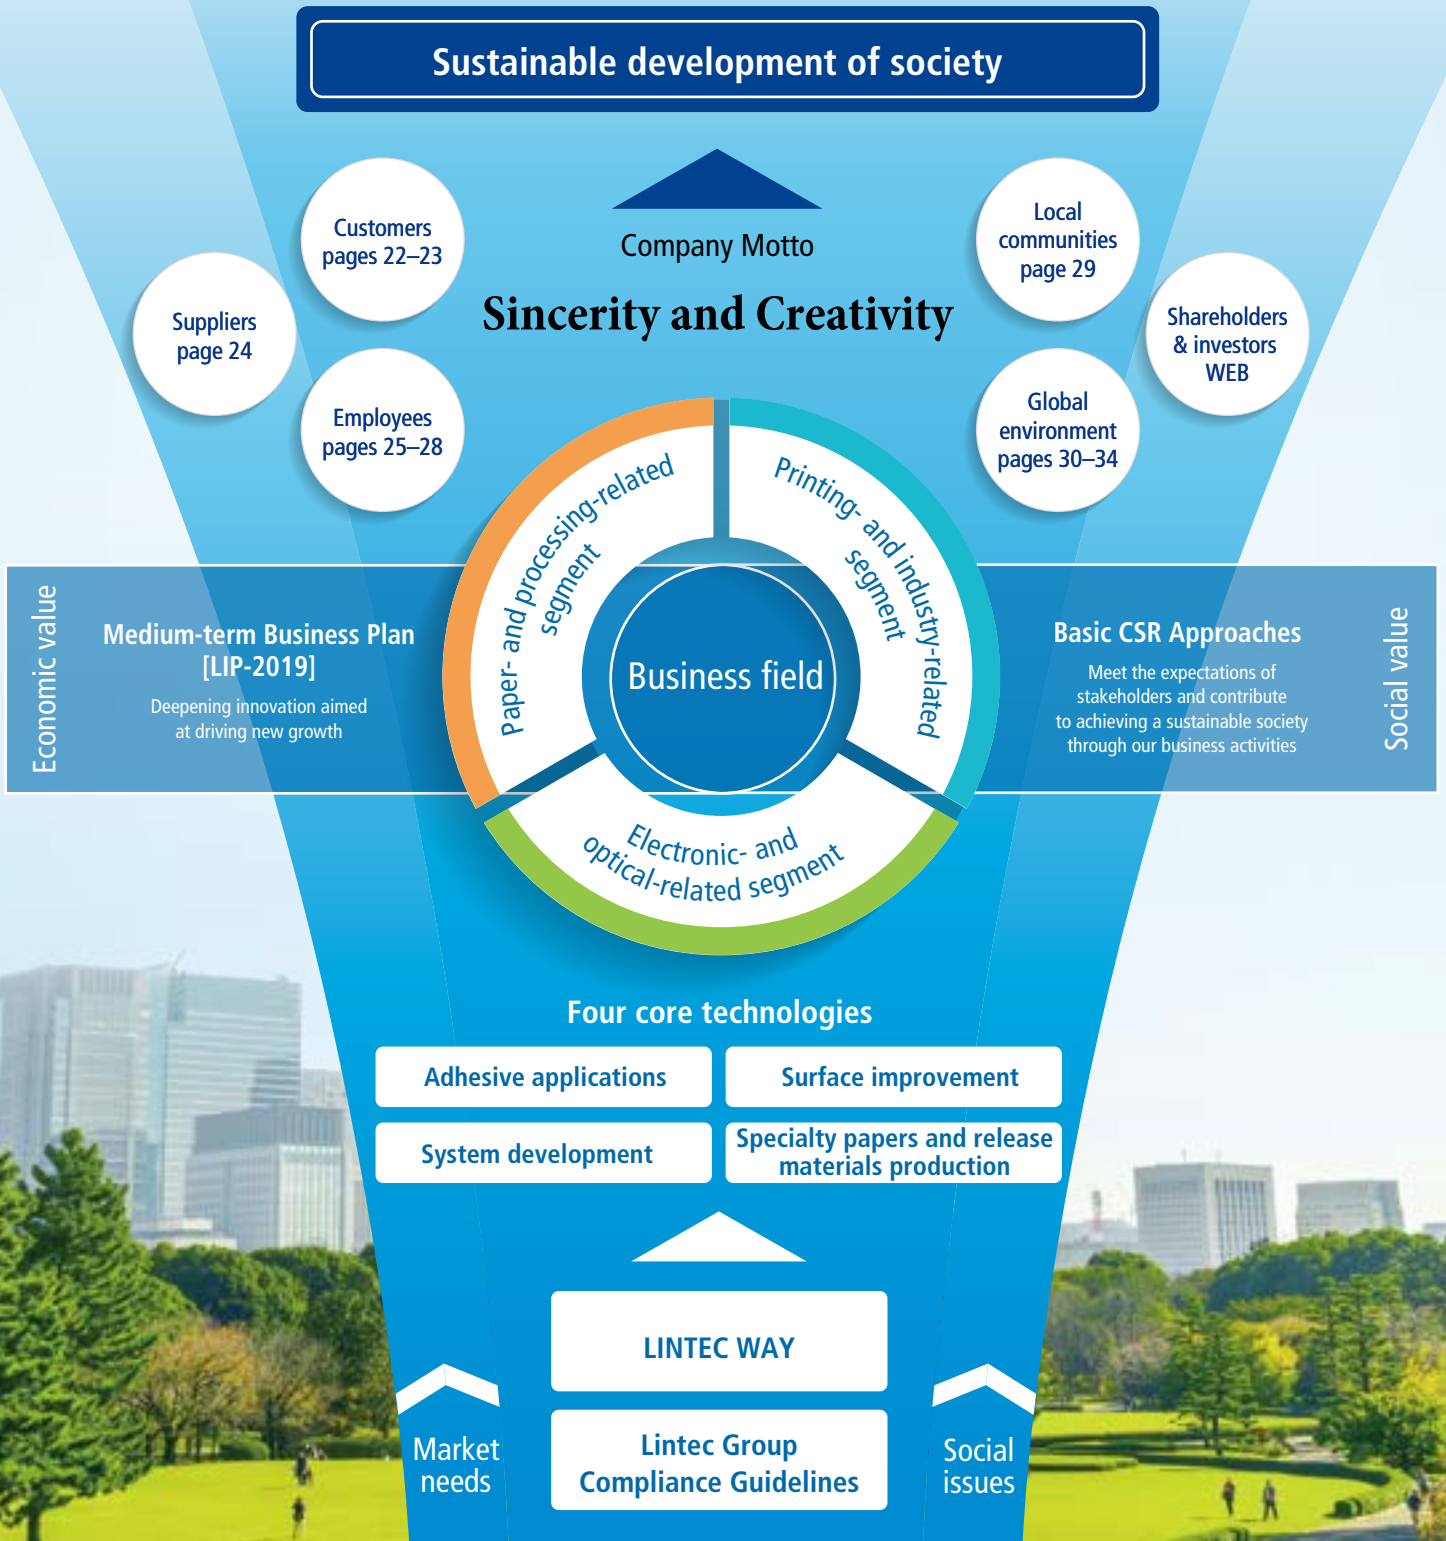 Sustainable development of society
Customers
pages 22–23
Suppliers
page 24
Employees
pages 25–28
Company Motto
Sincerity and Creativity
Local
communities
page 29
Shareholders
& investors
WEB
Global
environment
pages 30–34
Paper- and processing-related
segment
Printing- and industry-related
segment
Business field
Electronic- and
optical-related segment
Economic value
Medium-term Business Plan
[LIP-2019]
Deepening innovation aimed
at driving new growth
Basic CSR Approaches
Meet the expectations of
stakeholders and contribute
to achieving a sustainable society
through our business activities
Social value
Four core technologies
Adhesive applications
Surface improvement
System development
Specialty papers and release
materials production
LINTEC WAY
Lintec Group
Compliance Guidelines
Market
needs
Social
issues